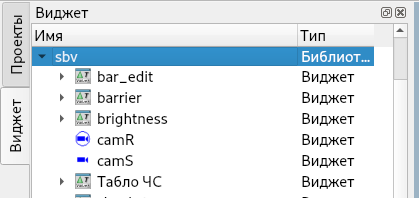 Виджет
Проекты
Виджет
Имя Тип
sbv Библиот...
bar_edit Виджет
barrier Виджет
brightness Виджет
camR Виджет
camS Виджет
Табло ЧС Виджет